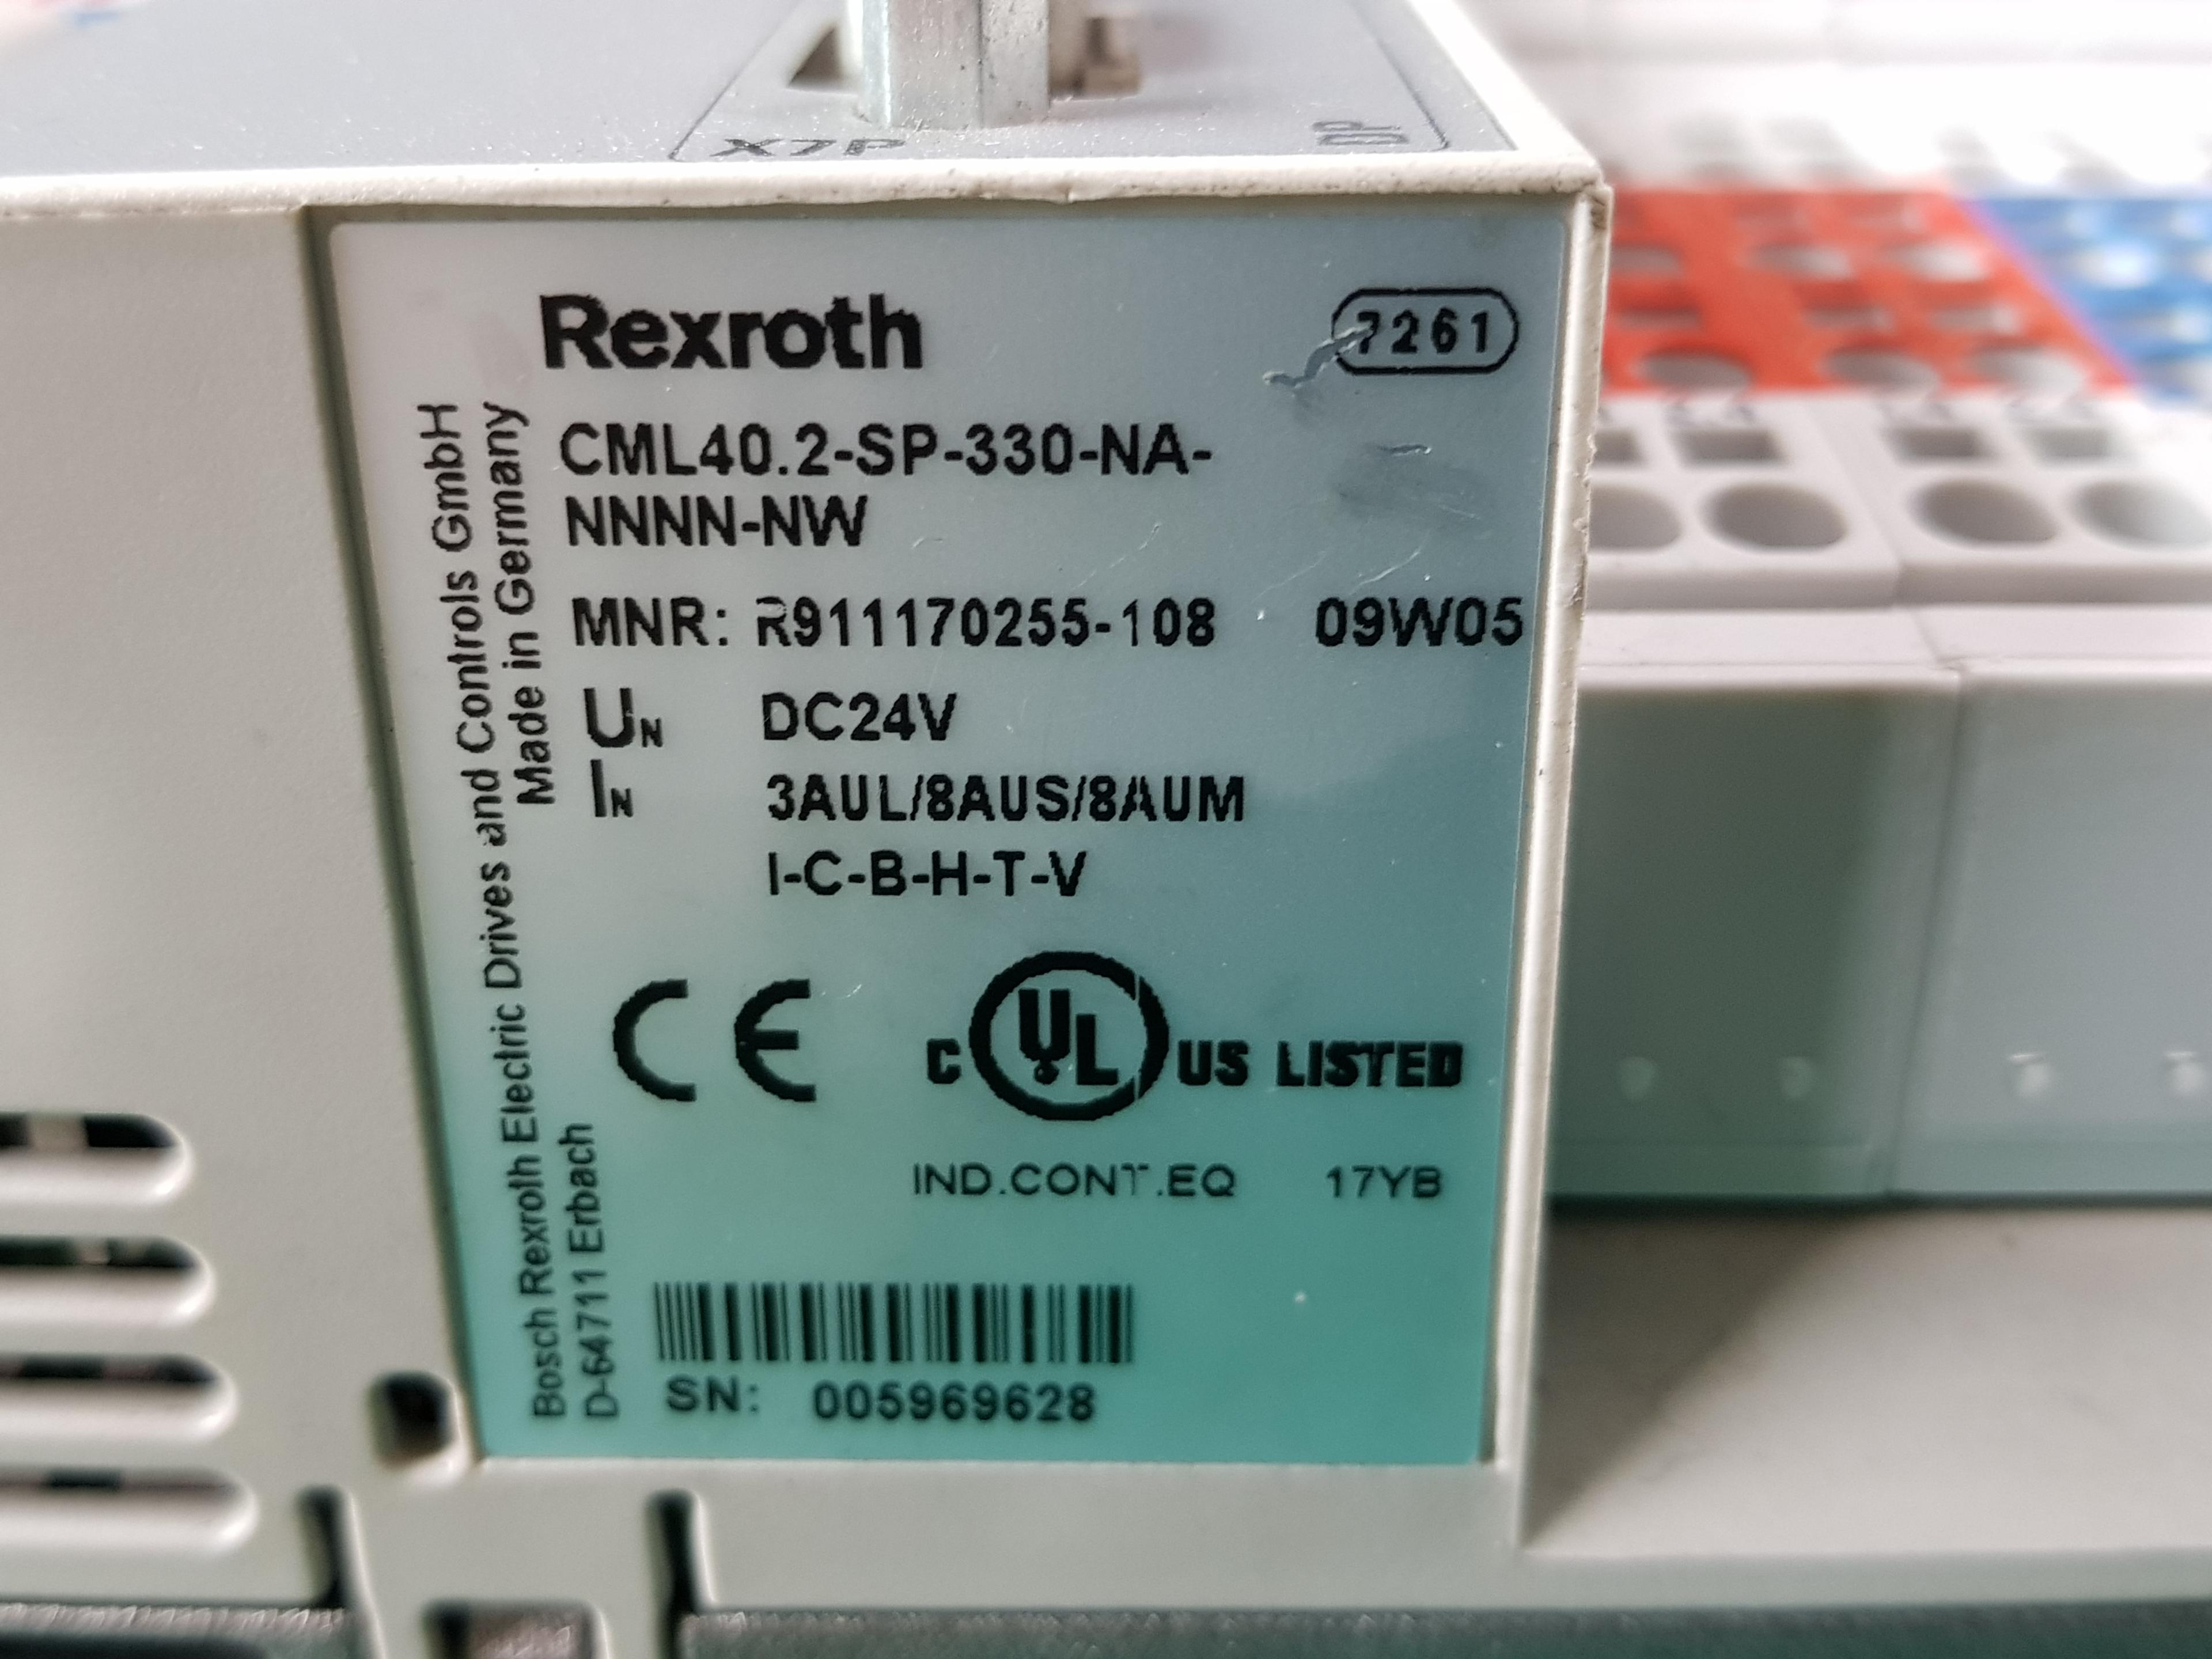 X7P DP
Rexroth 7261
CML40.2-SP-330-NA-
NNNN-NW
MNR: R911170255-108 09W05
UN DC24V
IN 3AUL/8AUS/8AUM
I-C-B-H-T-V
CE C UL US LISTED
IND.CONT.EQ 17YB
SN: 005969628
Bosch Rexroth Electric Drives and Controls GmbH
D-64711 Erbach Made in Germany